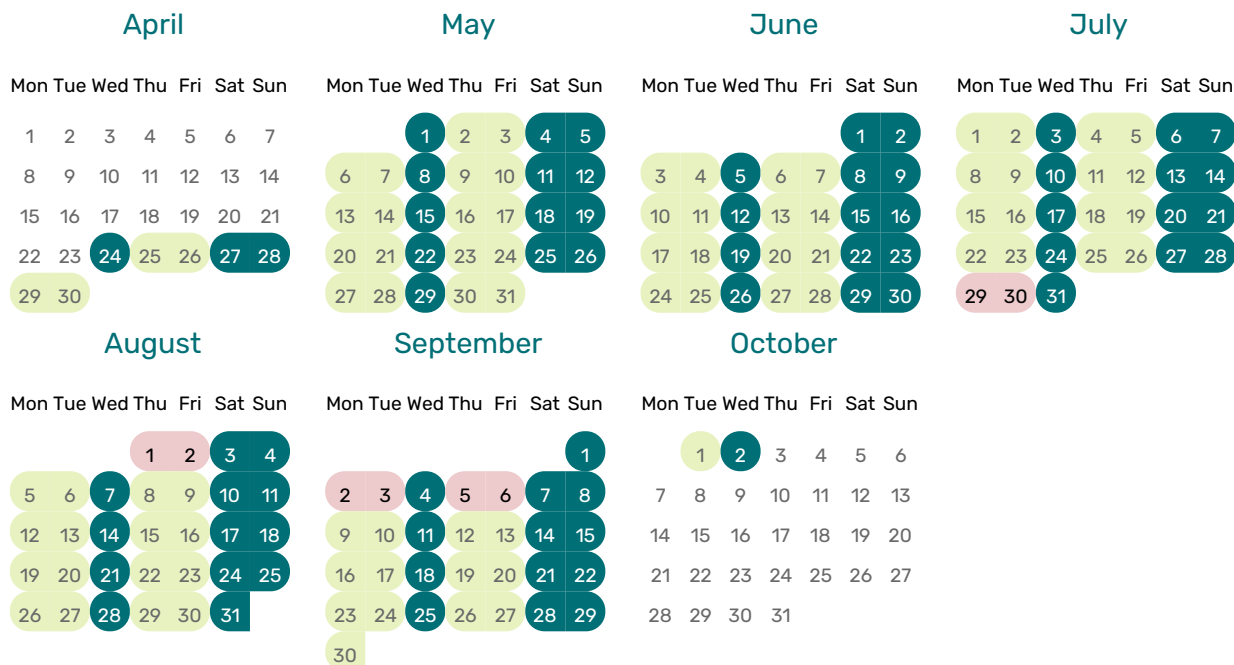 April May June July
Mon Tue Wed Thu Fri Sat Sun Mon Tue Wed Thu Fri Sat Sun Mon Tue Wed Thu Fri Sat Sun Mon Tue Wed Thu Fri Sat Sun
1 2 3 4 5 6 7 1 2 3 4 5 1 2 1 2 3 4 5 6 7
8 9 10 11 12 13 14 6 7 8 9 10 11 12 3 4 5 6 7 8 9 8 9 10 11 12 13 14
15 16 17 18 19 20 21 13 14 15 16 17 18 19 10 11 12 13 14 15 16 15 16 17 18 19 20 21
22 23 24 25 26 27 28 20 21 22 23 24 25 26 17 18 19 20 21 22 23 22 23 24 25 26 27 28
29 30 27 28 29 30 31 24 25 26 27 28 29 30 29 30 31
August September October
Mon Tue Wed Thu Fri Sat Sun Mon Tue Wed Thu Fri Sat Sun Mon Tue Wed Thu Fri Sat Sun
1 2 3 4 1 1 2 3 4 5 6
5 6 7 8 9 10 11 2 3 4 5 6 7 8 7 8 9 10 11 12 13
12 13 14 15 16 17 18 9 10 11 12 13 14 15 14 15 16 17 18 19 20
19 20 21 22 23 24 25 16 17 18 19 20 21 22 21 22 23 24 25 26 27
26 27 28 29 30 31 23 24 25 26 27 28 29 28 29 30 31
30